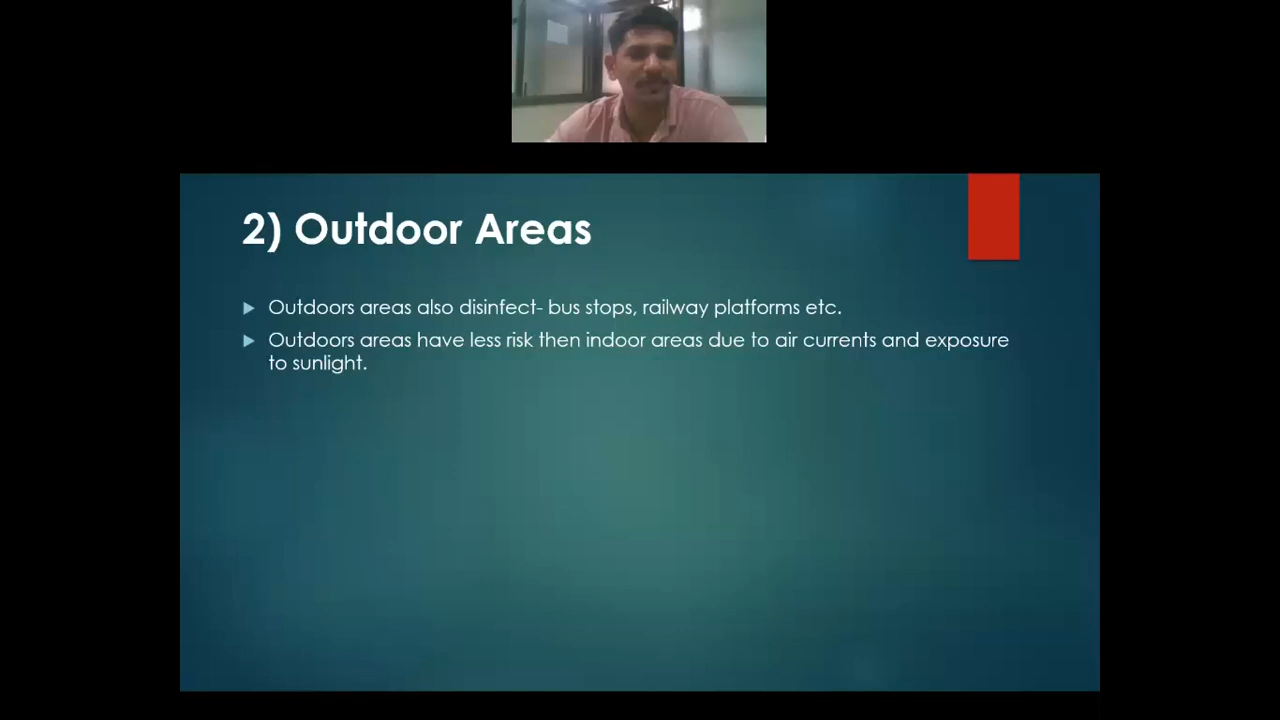 2) Outdoor Areas
Outdoors areas also disinfect- bus stops, railway platforms etc.
Outdoors areas have less risk then indoor areas due to air currents and exposure
to sunlight.